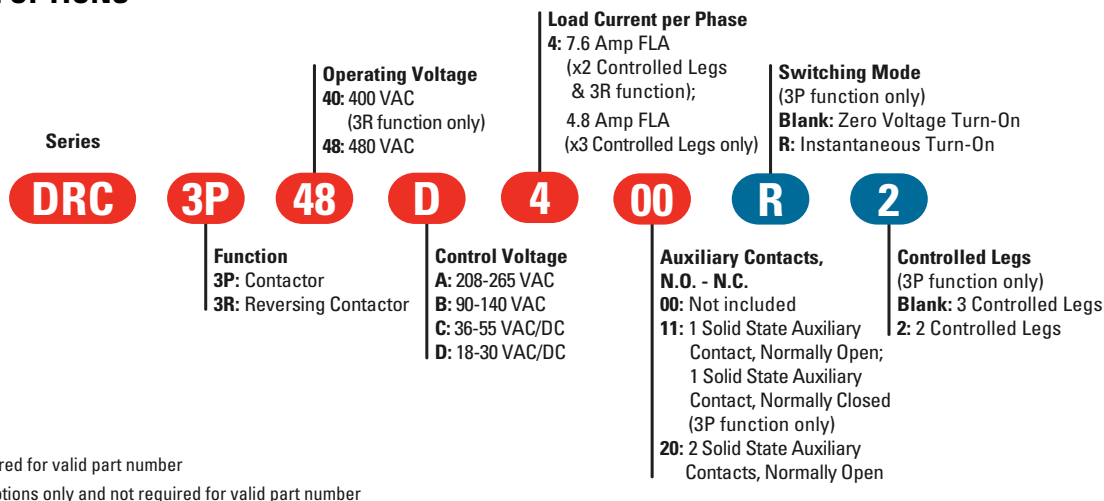 Load Current per Phase
4: 7.6 Amp FLA
(x2 Controlled Legs
& 3R function);
4.8 Amp FLA
(x3 Controlled Legs only)
Operating Voltage
40: 400 VAC
(3R function only)
48: 480 VAC
Switching Mode
(3P function only)
Blank: Zero Voltage Turn-On
R: Instantaneous Turn-On
Series
DRC 3P 48 D 4 00 R 2
Function
3P: Contactor
3R: Reversing Contactor
Control Voltage
A: 208-265 VAC
B: 90-140 VAC
C: 36-55 VAC/DC
D: 18-30 VAC/DC
Auxiliary Contacts,
N.O. - N.C.
00: Not included
11: 1 Solid State Auxiliary
Contact, Normally Open;
1 Solid State Auxiliary
Contact, Normally Closed
(3P function only)
20: 2 Solid State Auxiliary
Contacts, Normally Open
Controlled Legs
(3P function only)
Blank: 3 Controlled Legs
2: 2 Controlled Legs
for valid part number
only and not required for valid part number